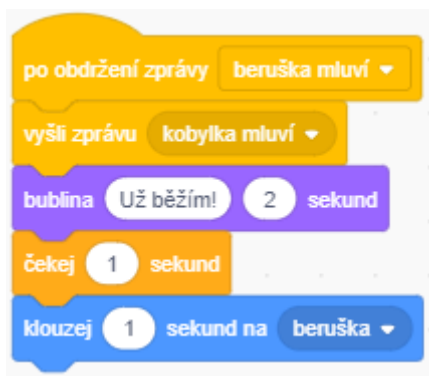 po obdržení zprávy beruška mluví
vyšli zprávu kobylka mluví
bublina Už běžím! 2 sekund
čekej 1 sekund
klouzej 1 sekund na beruška